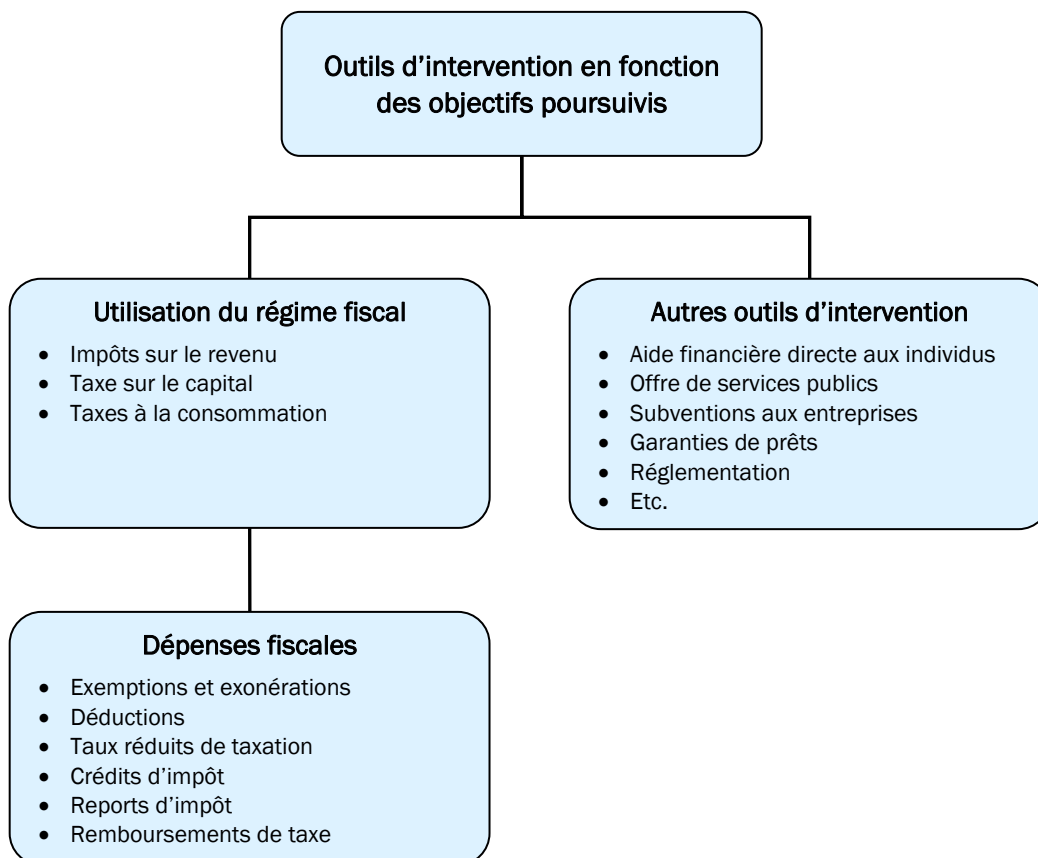 Outils d'intervention en fonction
des objectifs poursuivis
Utilisation du régime fiscal
• Impôts sur le revenu
• Taxe sur le capital
• Taxes à la consommation
Autres outils d'intervention
• Aide financière directe aux individus
• Offre de services publics
• Subventions aux entreprises
• Garanties de prêts
• Réglementation
• Etc.
Dépenses fiscales
• Exemptions et exonérations
• Déductions
• Taux réduits de taxation
• Crédits d'impôt
• Reports d'impôt
• Remboursements de taxe